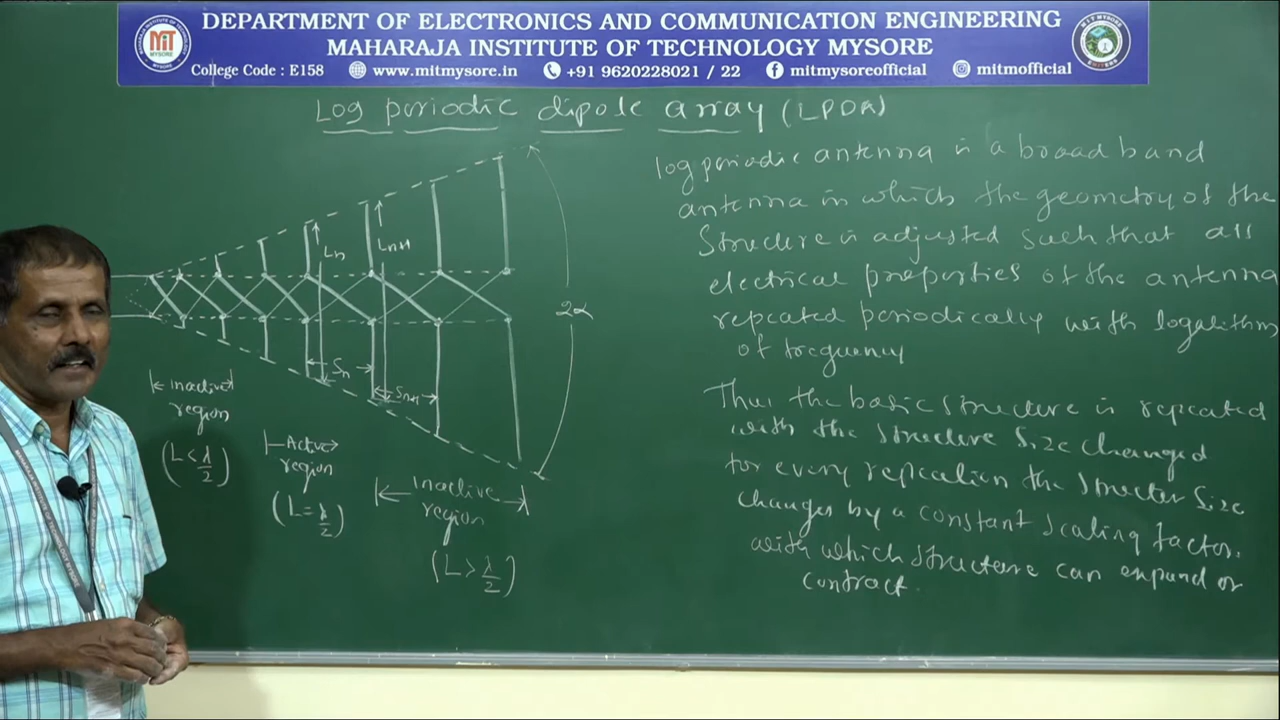 DEPARTMENT OF ELECTRONICS AND COMMUNICATION ENGINEERING
MAHARAJA INSTITUTE OF TECHNOLOGY MYSORE
College Code : E158 www.mitmysore.in +91 9620228021 / 22 mitmysoreofficial mitmofficial
MIT
MYSORE
Log periodic dipole array (LPDA)
Ln
Ln+1
2α
Sn
Sn+1
Inactive
region
(L < λ/2)
Active
region
(L = λ/2)
Inactive
region
(L > λ/2)
log periodic antenna is a broad band
antenna in which the geometry of the
structure is adjusted such that all
electrical properties of the antenna
repeated periodically with logarithm
of frequency
Thus the basic structure is repeated
with the structure size changed
for every repication the structer size
changes by a constant scaling factor.
with which structure can expand or
contract.